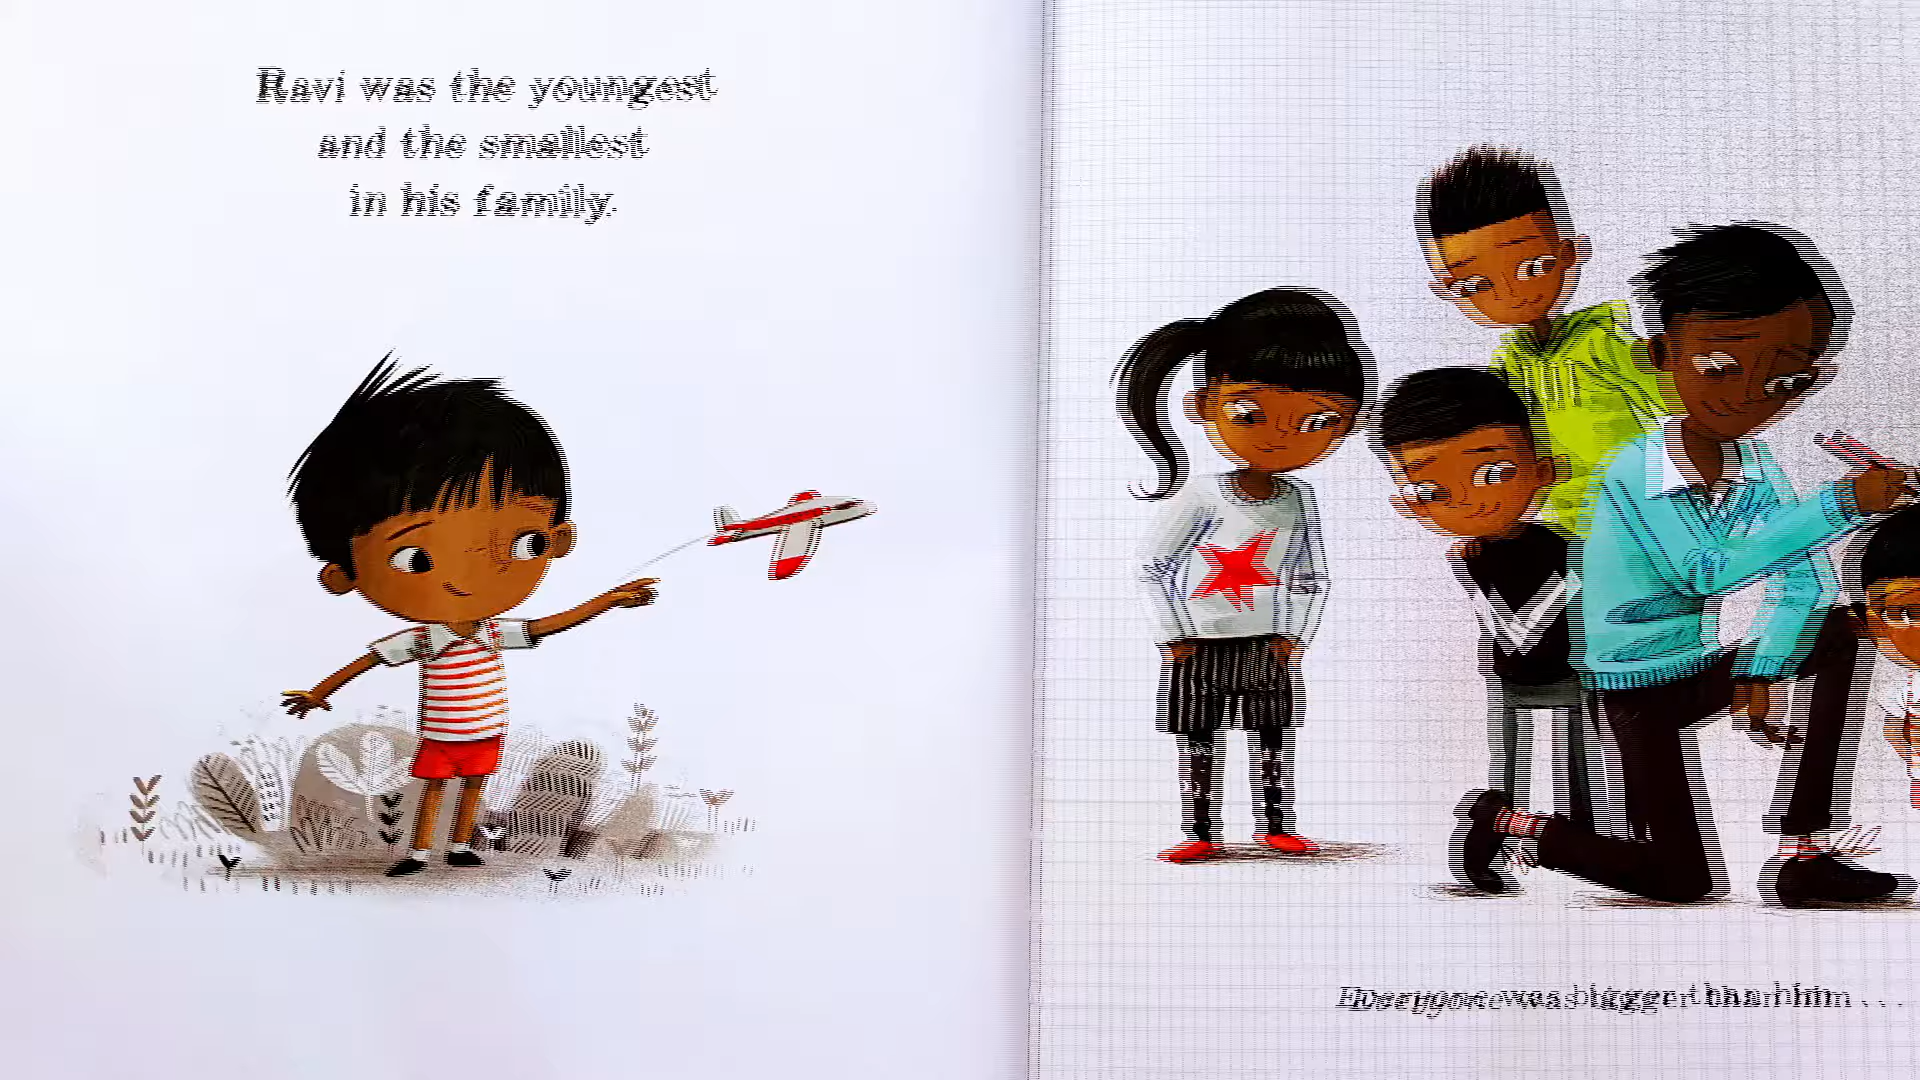 Ravi was the youngest
and the smallest
in his family.
Everyone was bigger than him . . .